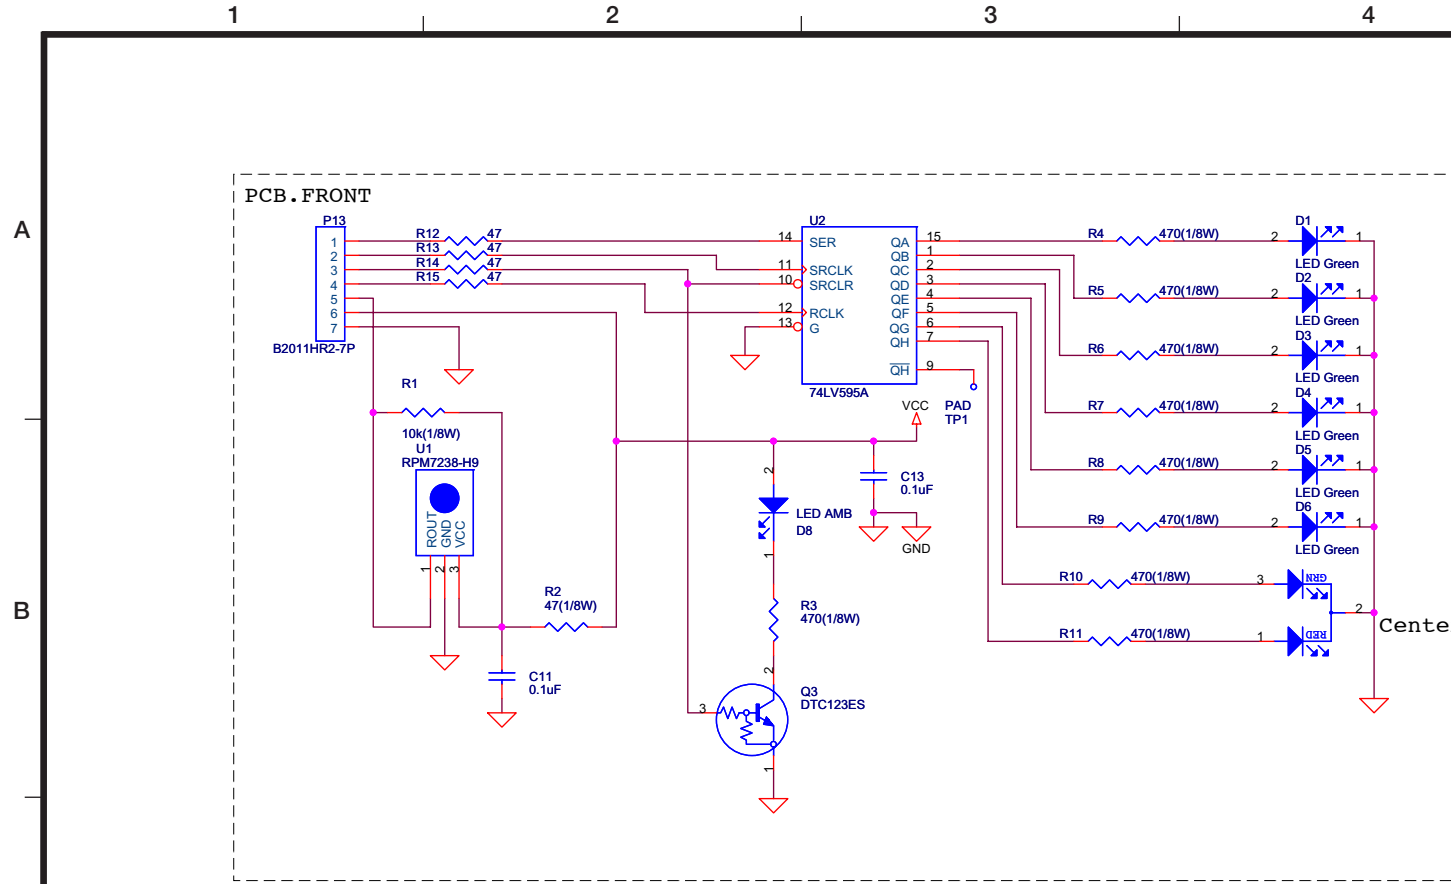 1 2 3 4
A
B
PCB.FRONT
P13
1
2
3
4
5
6
7
B2011HR2-7P
R12 47
R13 47
R14 47
R15 47
U2
14 SER QA 15
QB 1
11 SRCLK QC 2
10 SRCLR QD 3
QE 4
12 RCLK QF 5
13 G QG 6
QH 7
QH 9
74LV595A
PAD
TP1
VCC
R4 470(1/8W) 2 D1 1
LED Green
R5 470(1/8W) 2 D2 1
LED Green
R6 470(1/8W) 2 D3 1
LED Green
R7 470(1/8W) 2 D4 1
LED Green
R8 470(1/8W) 2 D5 1
LED Green
R9 470(1/8W) 2 D6 1
LED Green
R10 470(1/8W) 3 GRN
2
R11 470(1/8W) 1 RED
Cente
R1
10k(1/8W)
U1
RPM7238-H9
ROUT
GND
VCC
1
2
3
R2
47(1/8W)
C11
0.1uF
2
LED AMB
D8
1
C13
0.1uF
GND
R3
470(1/8W)
2
Q3
DTC123ES
3
1